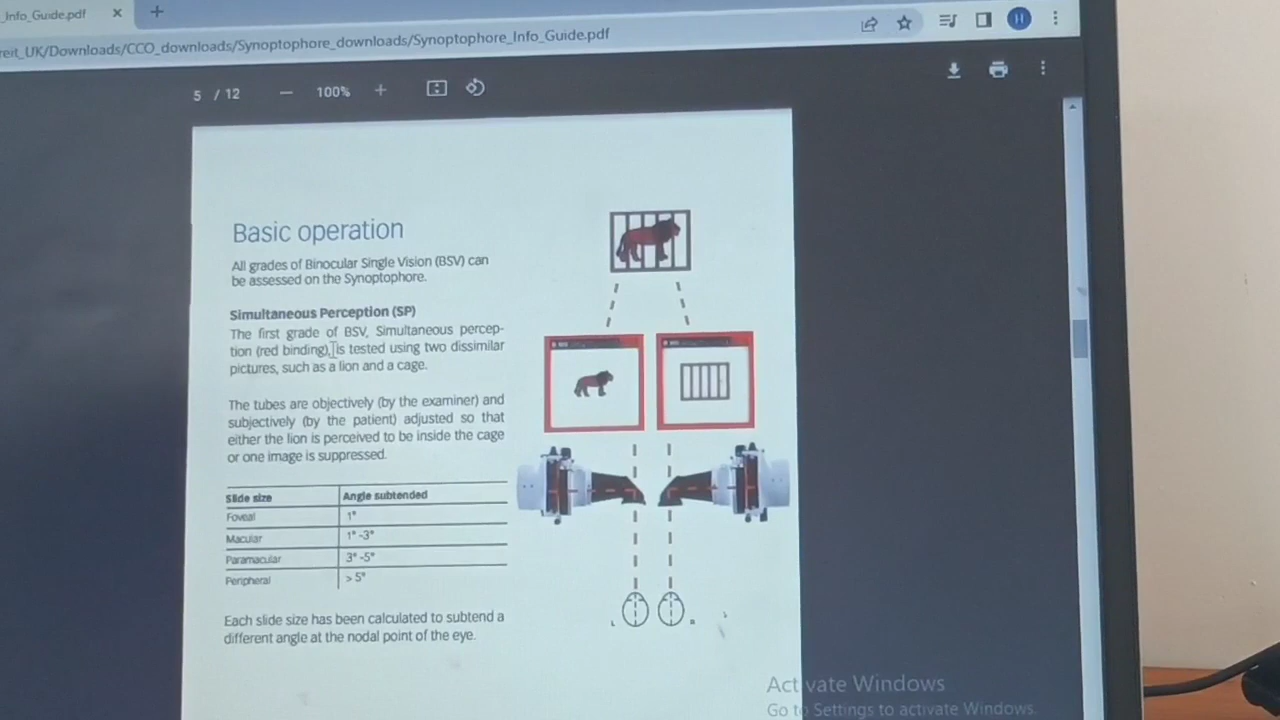 _Info_Guide.pdf
reit_UK/Downloads/CCO_downloads/Synoptophore_downloads/Synoptophore_Info_Guide.pdf
H
5 / 12
100%
Basic operation
All grades of Binocular Single Vision (BSV) can
be assessed on the Synoptophore.
Simultaneous Perception (SP)
The first grade of BSV, Simultaneous percep-
tion (red binding), is tested using two dissimilar
pictures, such as a lion and a cage.
The tubes are objectively (by the examiner) and
subjectively (by the patient) adjusted so that
either the lion is perceived to be inside the cage
or one image is suppressed.
Slide size Angle subtended
Foveal 1°
Macular 1° -3°
Paramacular 3° -5°
Peripheral > 5°
Each slide size has been calculated to subtend a
different angle at the nodal point of the eye.
Activate Windows
Go to Settings to activate Windows.